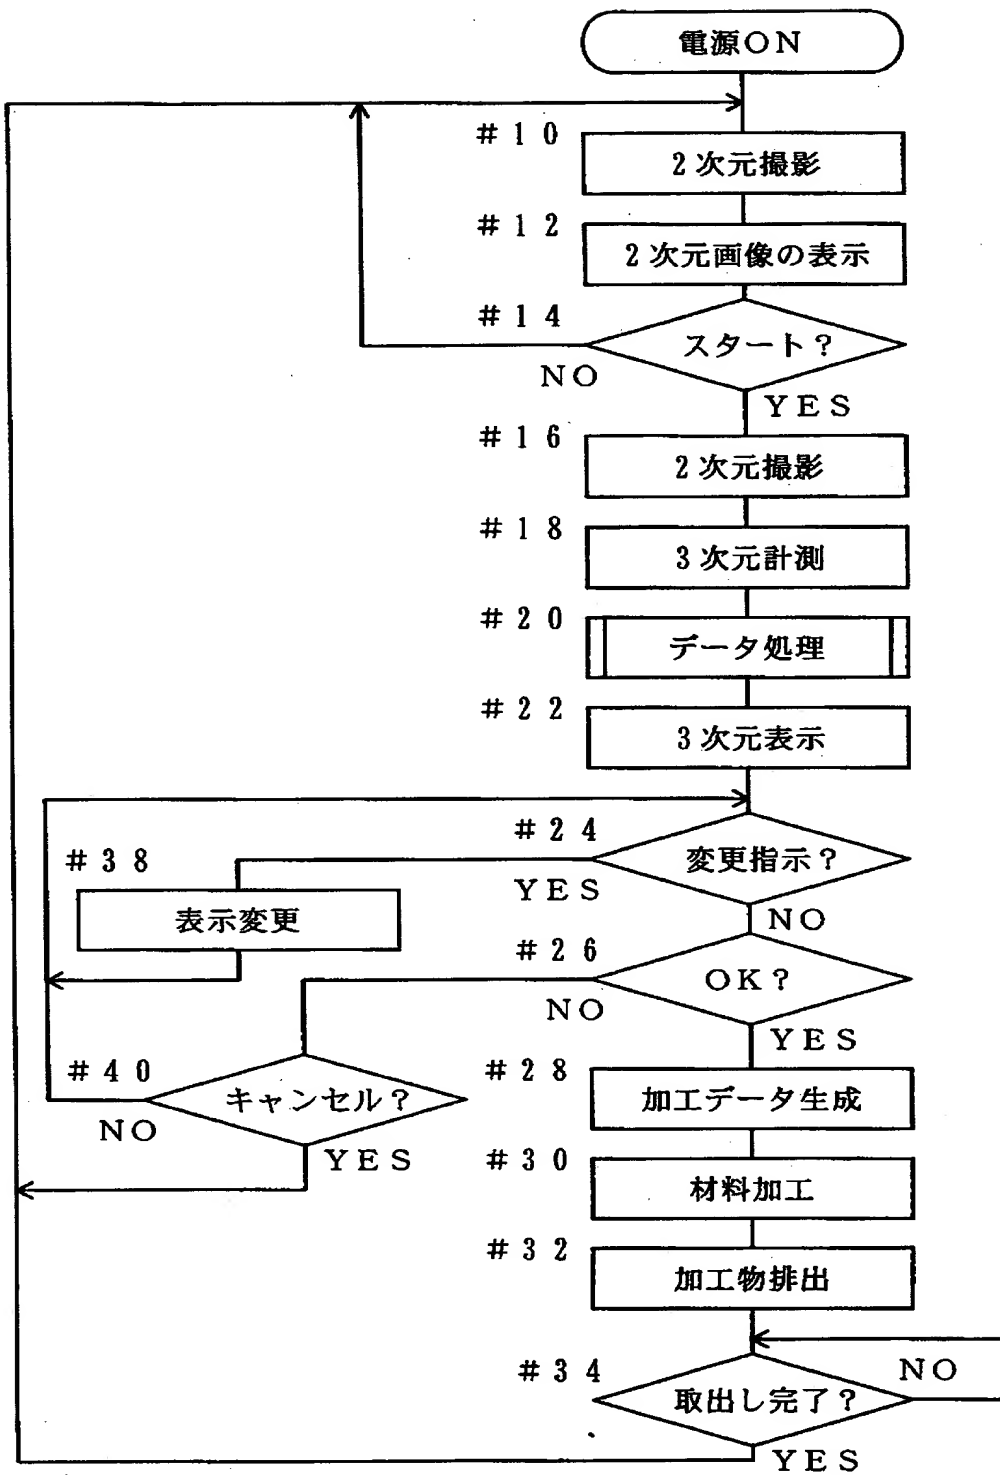 電源ON
#10
2次元撮影
#12
2次元画像の表示
#14
スタート?
NO
YES
#16
2次元撮影
#18
3次元計測
#20
データ処理
#22
3次元表示
#24
変更指示?
YES
NO
#38
表示変更
#26
OK?
NO
YES
#40
キャンセル?
NO
YES
#28
加工データ生成
#30
材料加工
#32
加工物排出
#34
取出し完了?
NO
YES